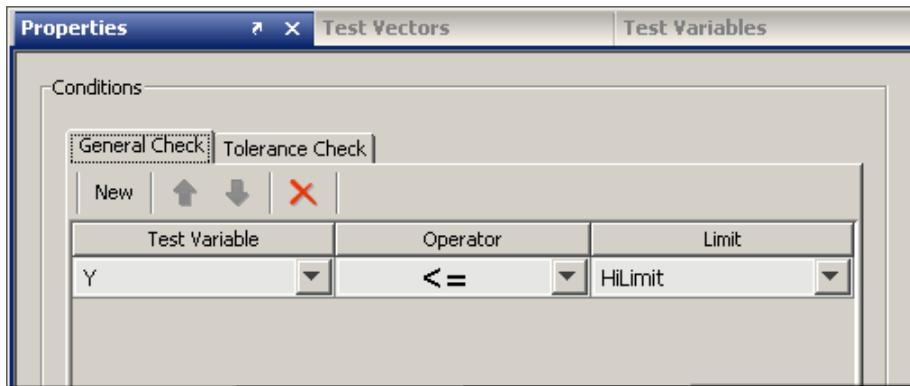 Properties Test Vectors Test Variables
Conditions
General Check Tolerance Check
New
Test Variable Operator Limit
Y <= HiLimit